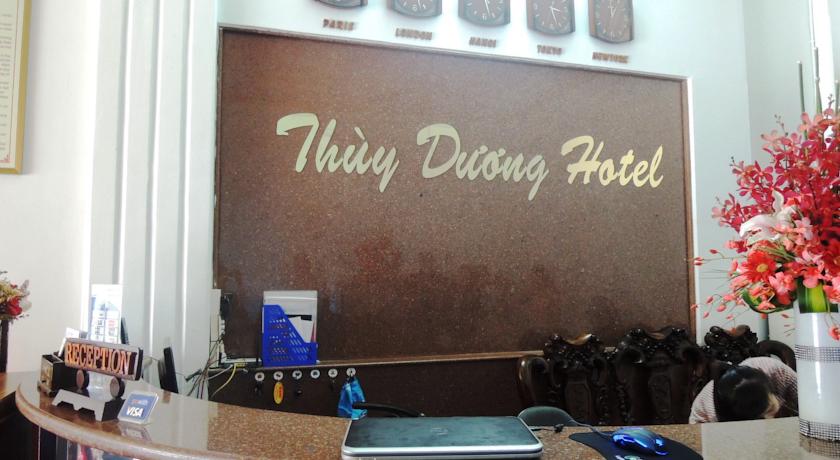 PARIS LONDON HANOI TOKYO NEWYORK
Thùy Dương Hotel
RECEPTION
VISA